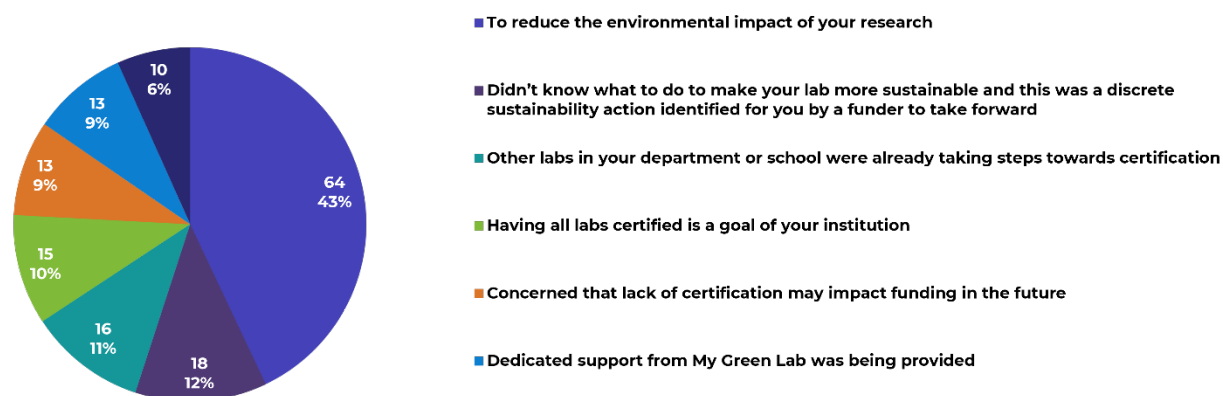 To reduce the environmental impact of your research
Didn’t know what to do to make your lab more sustainable and this was a discrete
sustainability action identified for you by a funder to take forward
Other labs in your department or school were already taking steps towards certification
Having all labs certified is a goal of your institution
Concerned that lack of certification may impact funding in the future
Dedicated support from My Green Lab was being provided
10
6%
13
9%
13
9%
15
10%
16
11%
18
12%
64
43%